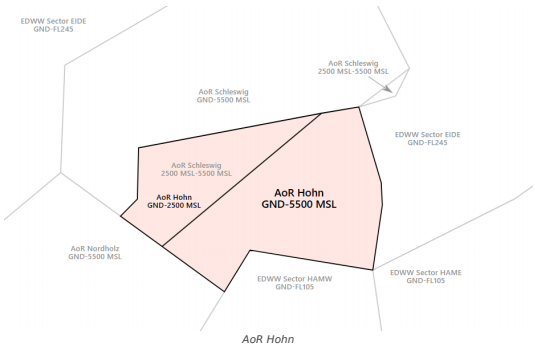 EDWW Sector EIDE
GND-FL245
AoR Schleswig
2500 MSL-5500 MSL
AoR Schleswig
GND-5500 MSL
EDWW Sector EIDE
GND-FL245
AoR Schleswig
2500 MSL-5500 MSL
AoR Hohn
GND-2500 MSL
AoR Hohn
GND-5500 MSL
AoR Nordholz
GND-5500 MSL
EDWW Sector HAMW
GND-FL105
EDWW Sector HAME
GND-FL105
AoR Hohn